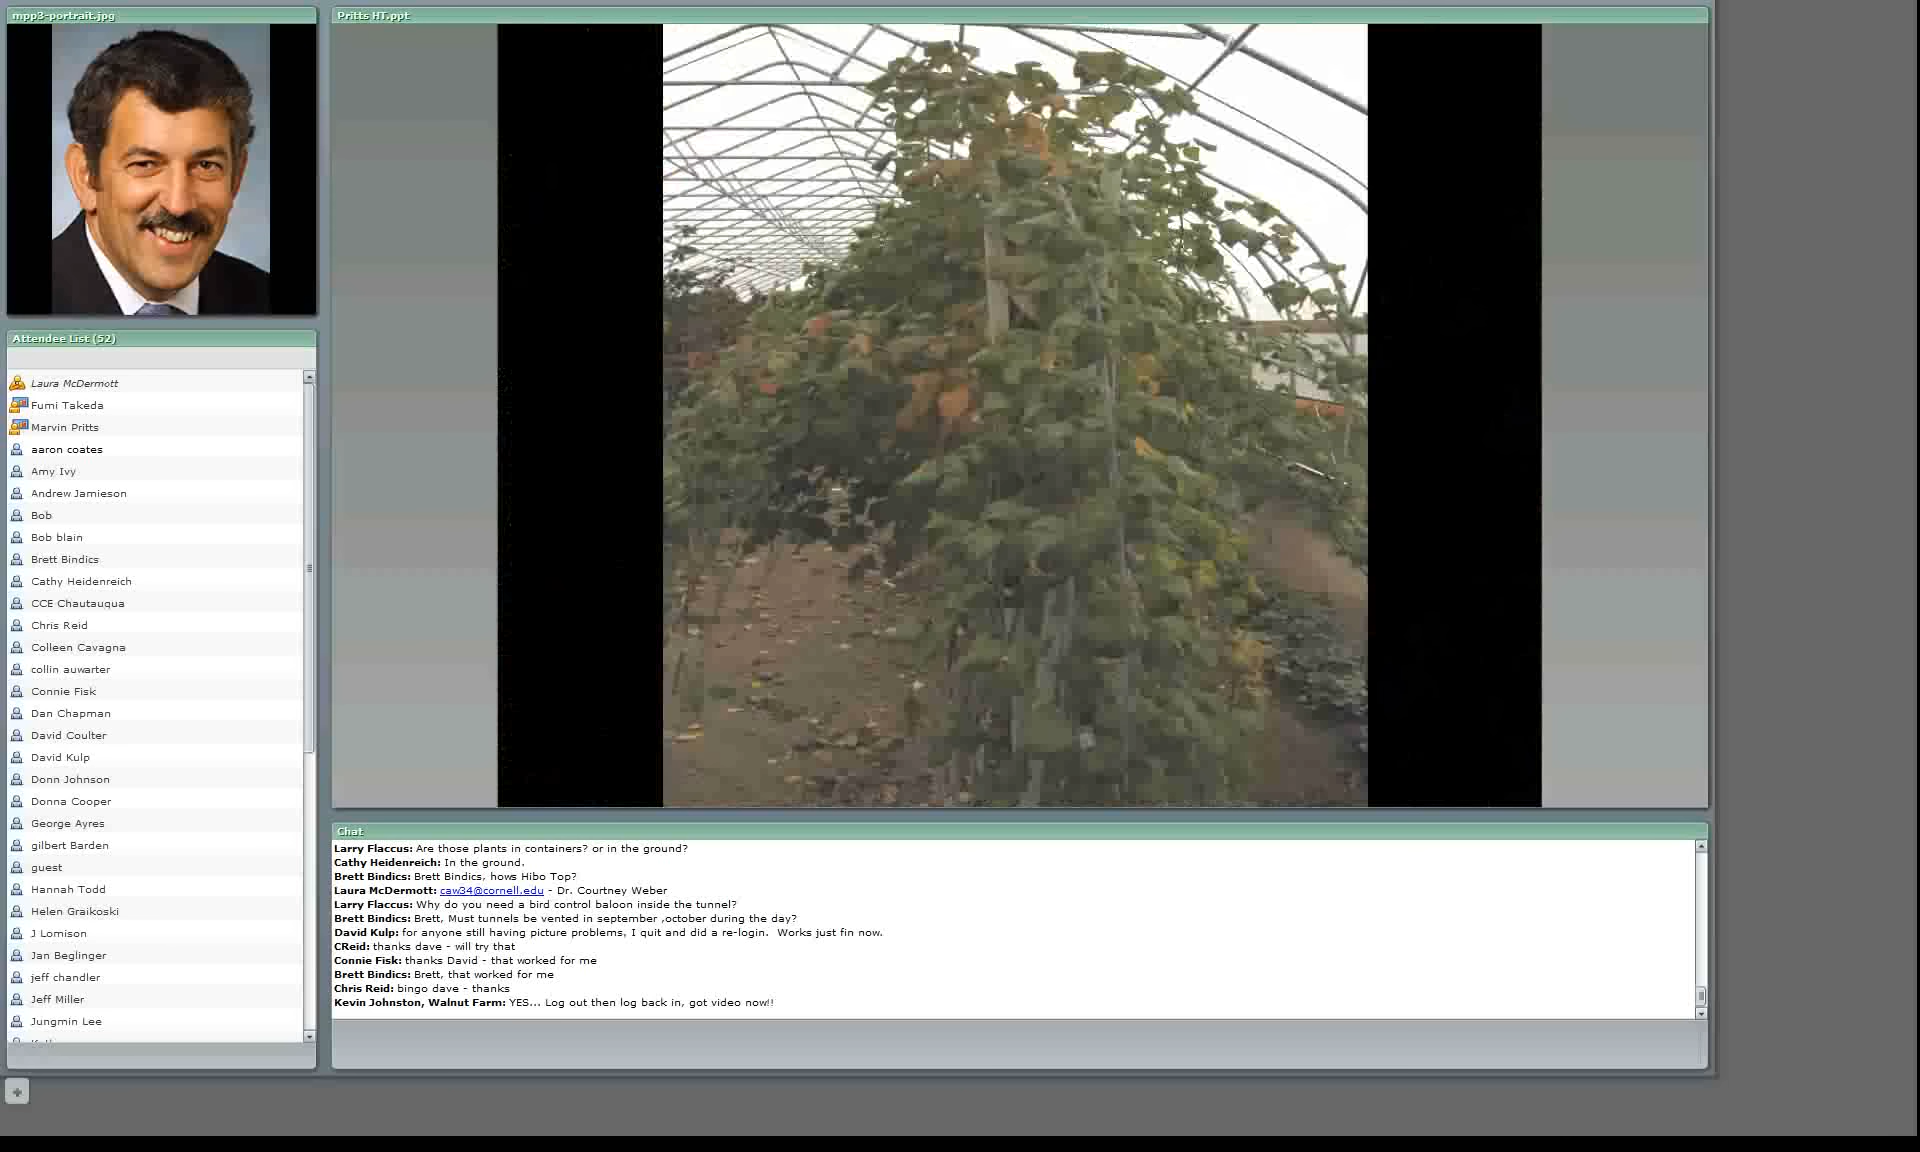 mpp3-portrait.jpg
Pritts HT.ppt
Attendee List (52)
Laura McDermott
Fumi Takeda
Marvin Pritts
aaron coates
Amy Ivy
Andrew Jamieson
Bob
Bob blain
Brett Bindics
Cathy Heidenreich
CCE Chautauqua
Chris Reid
Colleen Cavagna
collin auwarter
Connie Fisk
Dan Chapman
David Coulter
David Kulp
Donn Johnson
Donna Cooper
George Ayres
gilbert Barden
guest
Hannah Todd
Helen Graikoski
J Lomison
Jan Beglinger
jeff chandler
Jeff Miller
Jungmin Lee
Chat
Larry Flaccus: Are those plants in containers? or in the ground?
Cathy Heidenreich: In the ground.
Brett Bindics: Brett Bindics, hows Hibo Top?
Laura McDermott: caw34@cornell.edu - Dr. Courtney Weber
Larry Flaccus: Why do you need a bird control baloon inside the tunnel?
Brett Bindics: Brett, Must tunnels be vented in september ,october during the day?
David Kulp: for anyone still having picture problems, I quit and did a re-login. Works just fin now.
CReid: thanks dave - will try that
Connie Fisk: thanks David - that worked for me
Brett Bindics: Brett, that worked for me
Chris Reid: bingo dave - thanks
Kevin Johnston, Walnut Farm: YES... Log out then log back in, got video now!!